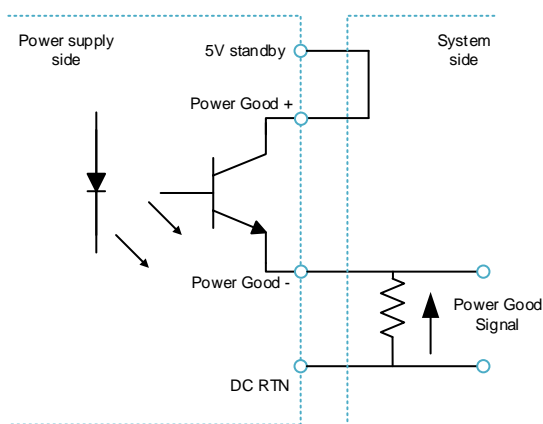 Power supply
side
5V standby
System
side
Power Good +
Power Good -
Power Good
Signal
DC RTN